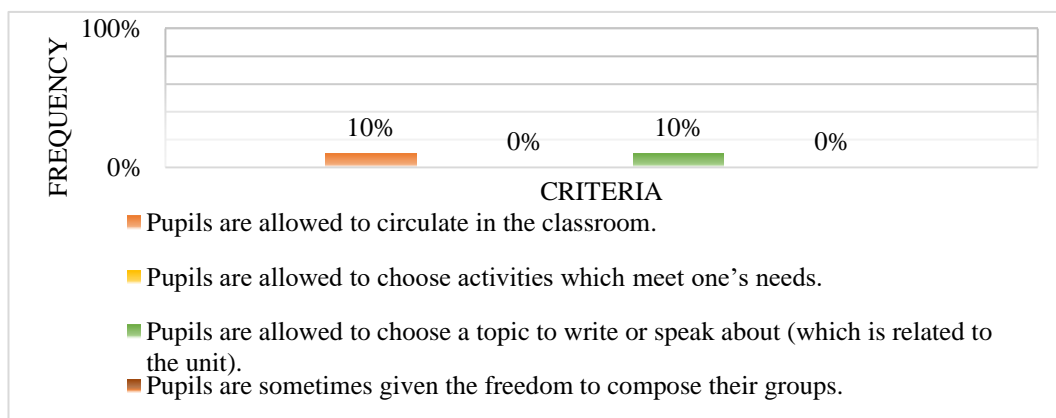 100%
FREQUENCY
10%
0%
10%
0%
0%
CRITERIA
Pupils are allowed to circulate in the classroom.
Pupils are allowed to choose activities which meet one’s needs.
Pupils are allowed to choose a topic to write or speak about (which is related to
the unit).
Pupils are sometimes given the freedom to compose their groups.